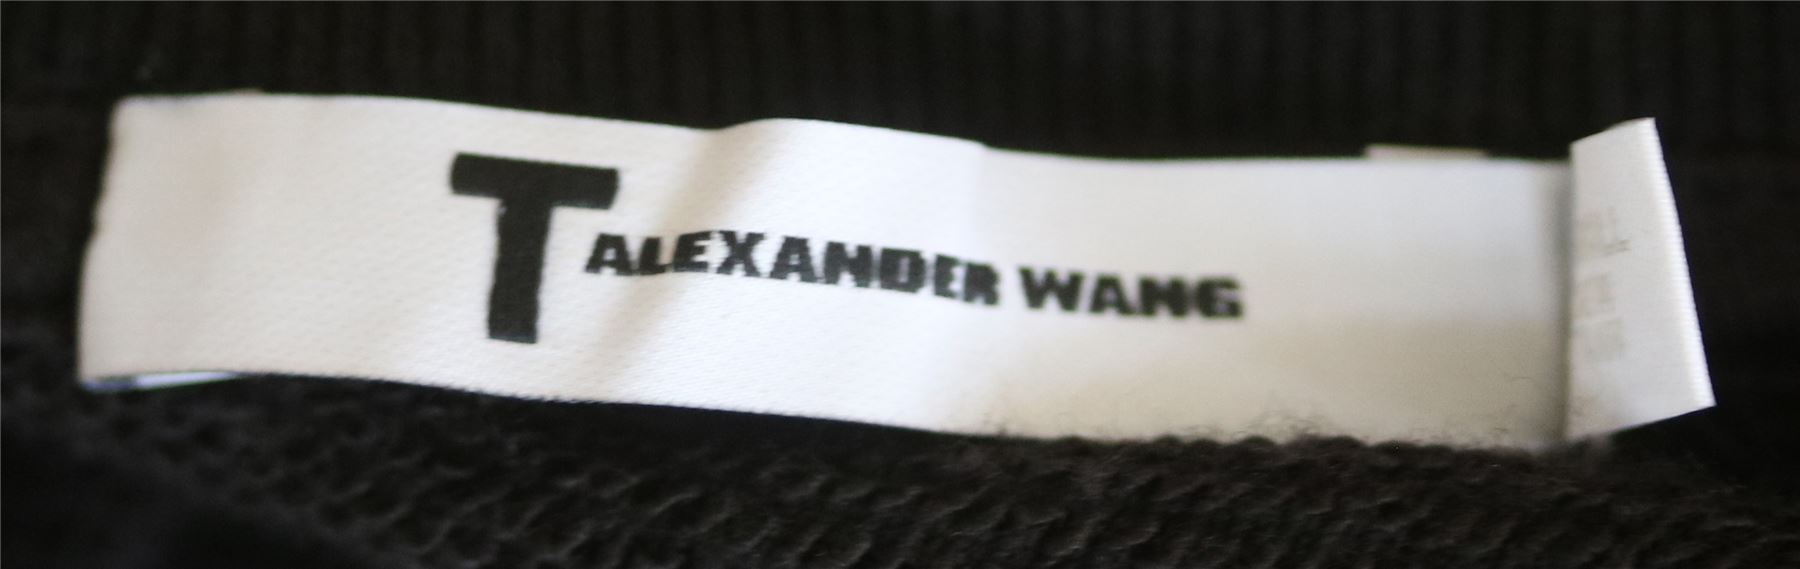 T ALEXANDER WANG